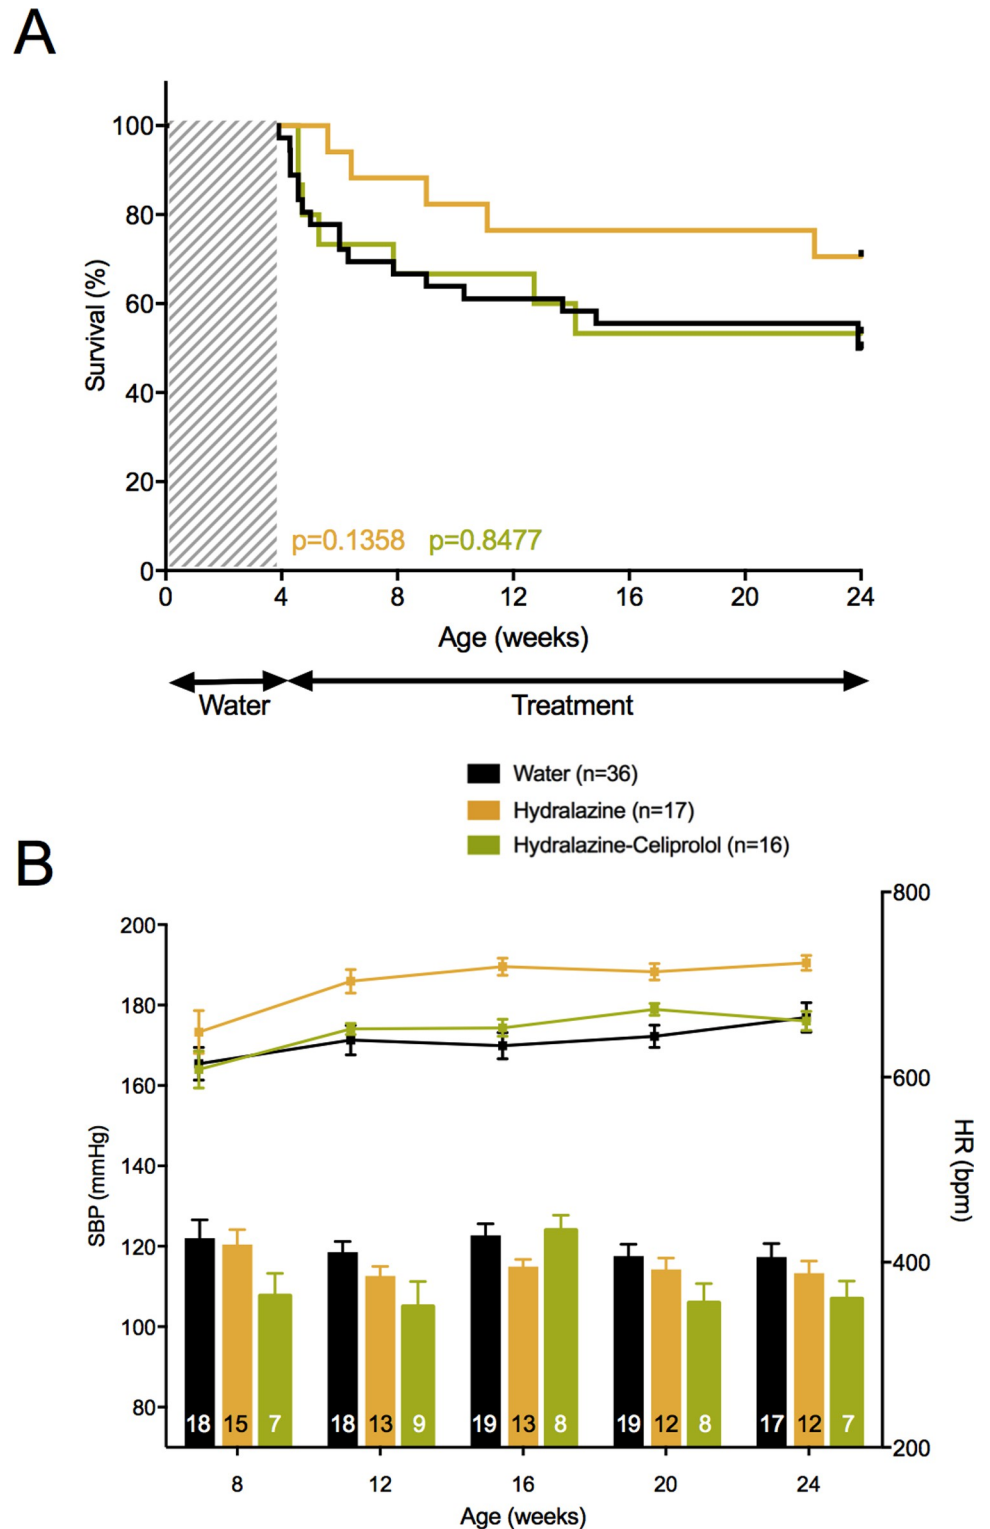 A
Survival (%)
100
80
60
40
20
0
p=0.1358 p=0.8477
0 4 8 12 16 20 24
Age (weeks)
Water Treatment
Water (n=36)
Hydralazine (n=17)
Hydralazine-Celiprolol (n=16)
B
SBP (mmHg)
200
180
160
140
120
100
80
HR (bpm)
800
600
400
200
18 15 7 18 13 9 19 13 8 19 12 8 17 12 7
8 12 16 20 24
Age (weeks)